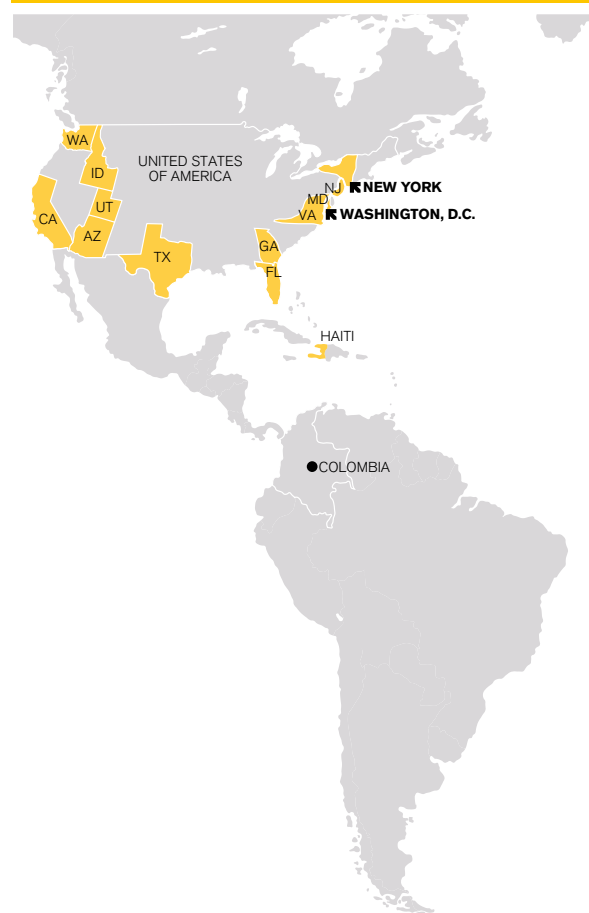 WA
UNITED STATES
OF AMERICA
ID
NJ
NEW YORK
MD
UT
CA
VA
WASHINGTON, D.C.
AZ
GA
TX
FL
HAITI
COLOMBIA